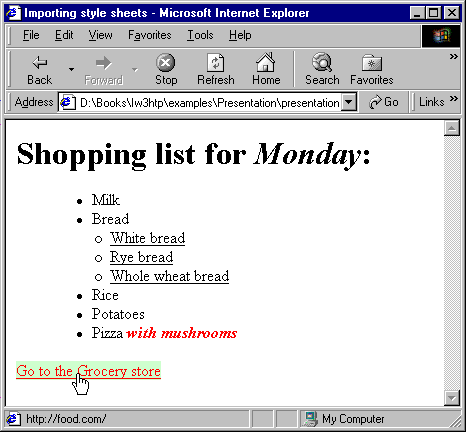 Importing style sheets - Microsoft Internet Explorer
File Edit View Favorites Tools Help
Back Forward Stop Refresh Home Search Favorites »
Address D:\Books\Iw3htp\examples\Presentation\presentation Go Links »
Shopping list for Monday:
Milk
Bread
White bread
Rye bread
Whole wheat bread
Rice
Potatoes
Pizza with mushrooms
Go to the Grocery store
http://food.com/ My Computer